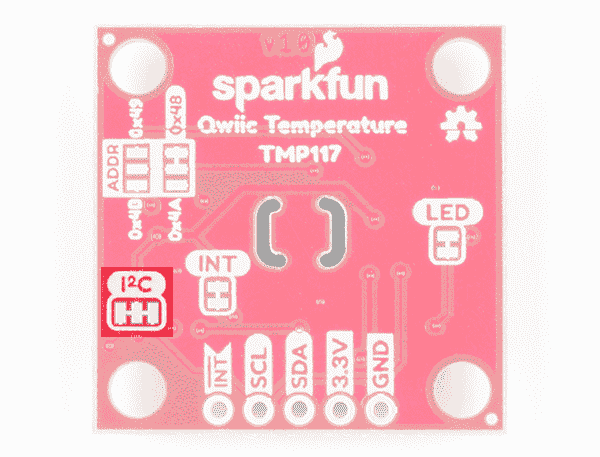 V10
sparkfun
Qwiic Temperature
TMP117
ADDR
0x49
0x48
0x4B
0x4A
LED
INT
I²C
INT
SCL
SDA
3.3V
GND